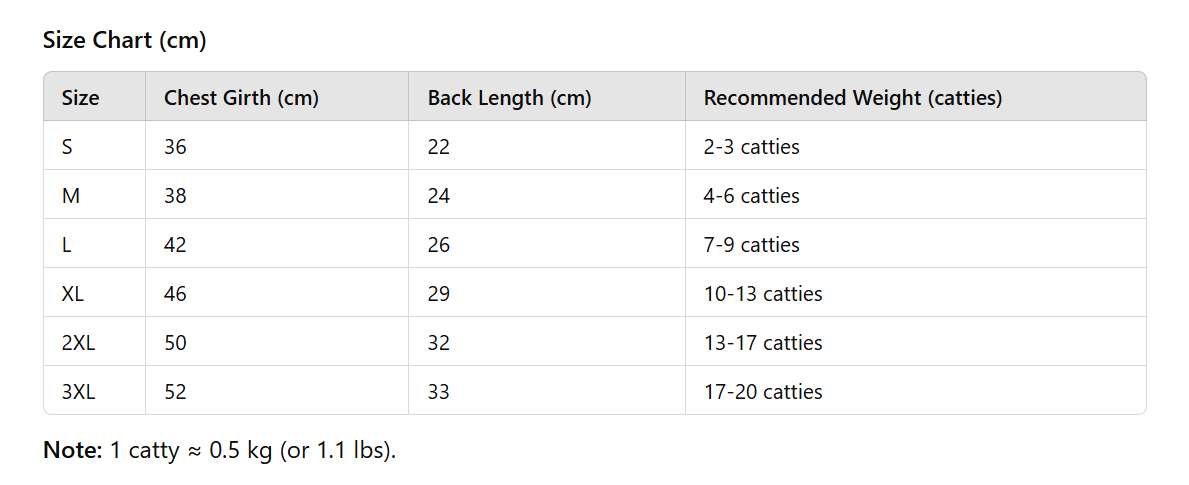 Size Chart (cm)
Size Chest Girth (cm) Back Length (cm) Recommended Weight (catties)
S 36 22 2-3 catties
M 38 24 4-6 catties
L 42 26 7-9 catties
XL 46 29 10-13 catties
2XL 50 32 13-17 catties
3XL 52 33 17-20 catties
Note: 1 catty ≈ 0.5 kg (or 1.1 lbs).